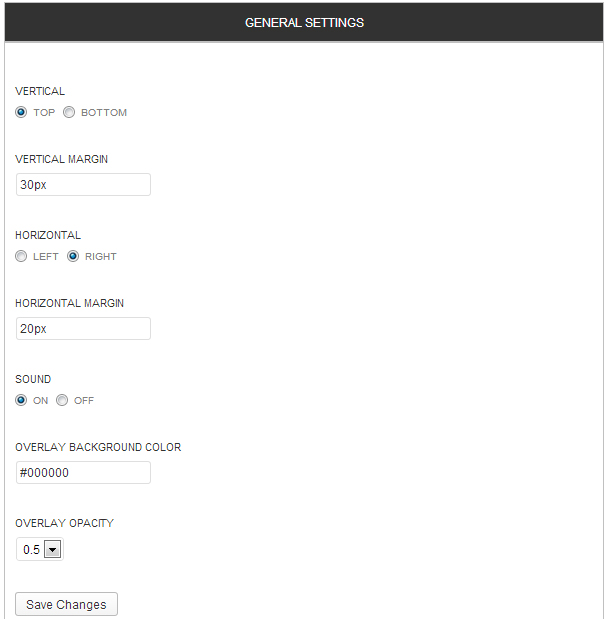 GENERAL SETTINGS
VERTICAL
TOP BOTTOM
VERTICAL MARGIN
30px
HORIZONTAL
LEFT RIGHT
HORIZONTAL MARGIN
20px
SOUND
ON OFF
OVERLAY BACKGROUND COLOR
#000000
OVERLAY OPACITY
0.5
Save Changes